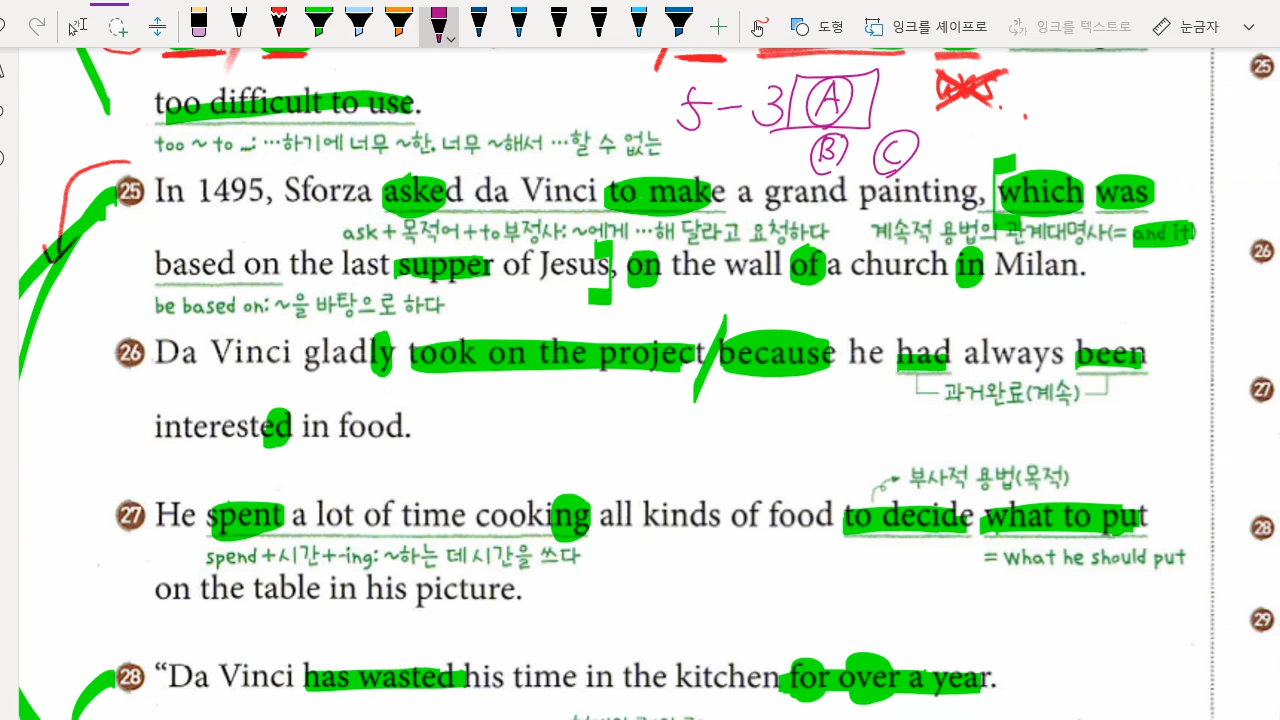 도형 잉크를 셰이프로 잉크를 텍스트로 눈금자
25
too difficult to use.
5-3 A
too ~ to ...: …하기에 너무 ~한, 너무 ~해서 …할 수 없는
B C
25 In 1495, Sforza asked da Vinci to make a grand painting, which was
ask+목적어+to부정사: ~에게 …해 달라고 요청하다 계속적 용법의 관계대명사(= and it)
26
based on the last supper of Jesus, on the wall of a church in Milan.
be based on: ~을 바탕으로 하다
26 Da Vinci gladly took on the project because he had always been
과거완료(계속)
27
interested in food.
부사적 용법(목적)
27 He spent a lot of time cooking all kinds of food to decide what to put
28
spend+시간+-ing: ~하는 데 시간을 쓰다 = what he should put
on the table in his picture.
29
28 “Da Vinci has wasted his time in the kitchen for over a year.